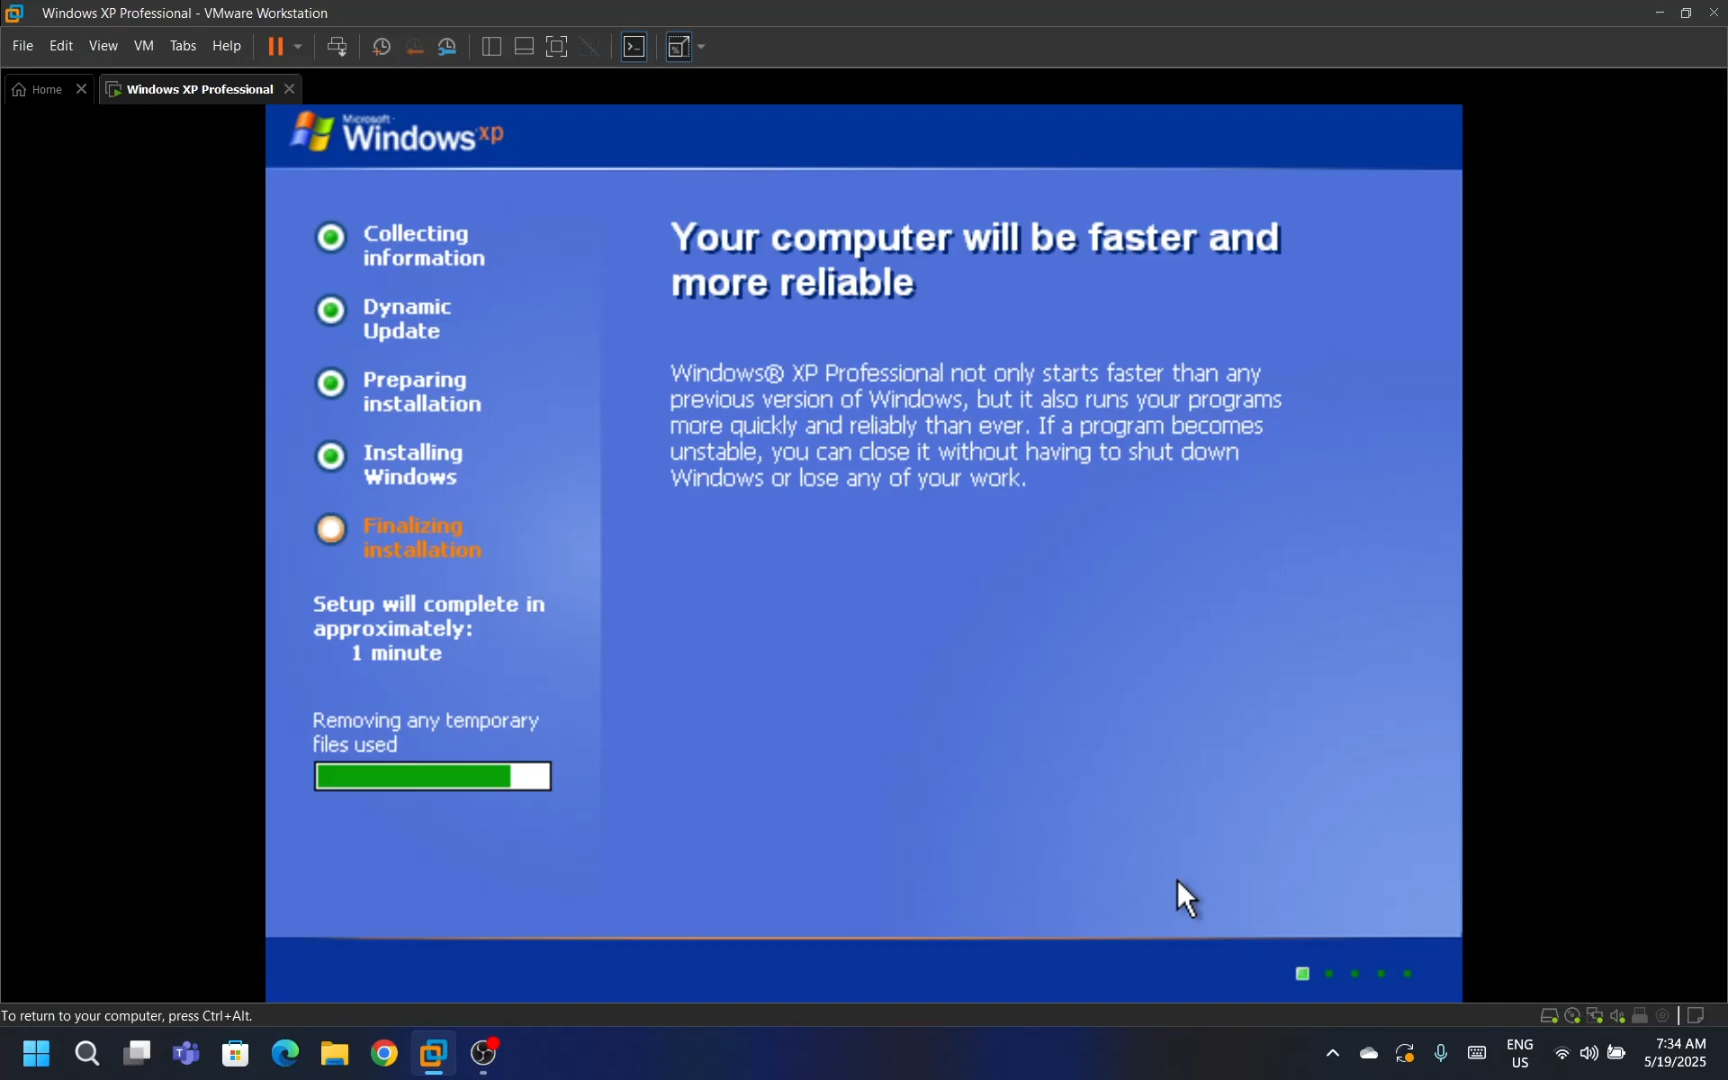 Windows XP Professional - VMware Workstation
File Edit View VM Tabs Help
Home
Windows XP Professional
Microsoft
Windows xp
Collecting
information
Dynamic
Update
Preparing
installation
Installing
Windows
Finalizing
installation
Setup will complete in
approximately:
1 minute
Removing any temporary
files used
Your computer will be faster and
more reliable
Windows® XP Professional not only starts faster than any
previous version of Windows, but it also runs your programs
more quickly and reliably than ever. If a program becomes
unstable, you can close it without having to shut down
Windows or lose any of your work.
To return to your computer, press Ctrl+Alt.
ENG
US
7:34 AM
5/19/2025